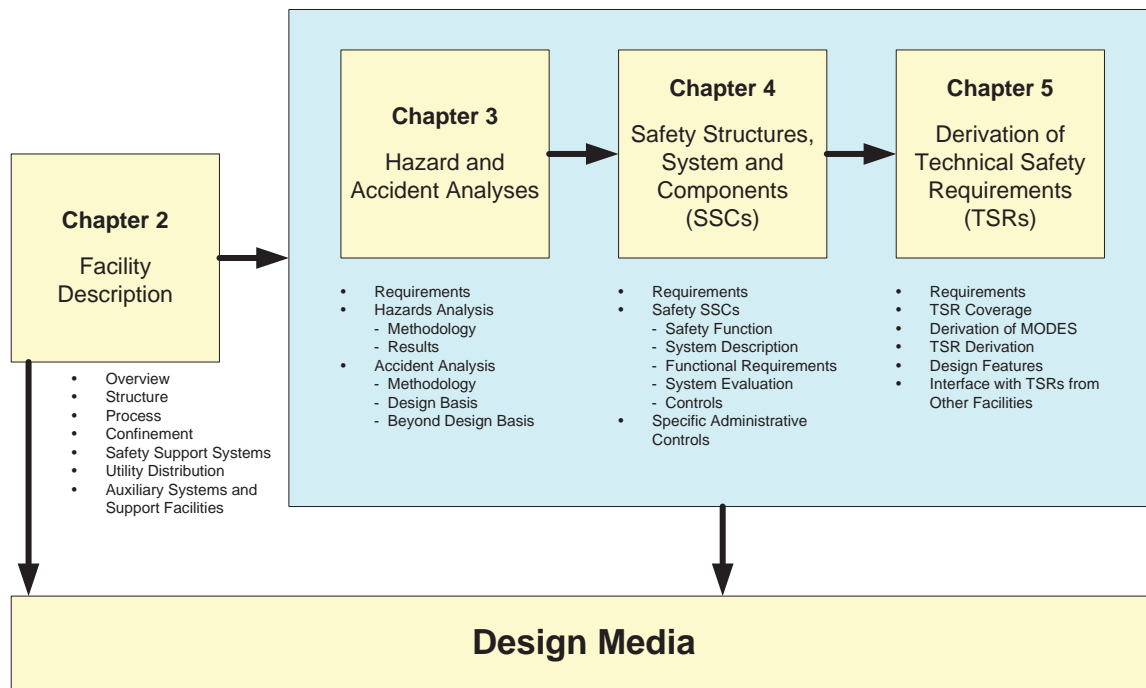 Chapter 2
Facility
Description
• Overview
• Structure
• Process
• Confinement
• Safety Support Systems
• Utility Distribution
• Auxiliary Systems and
Support Facilities
Chapter 3
Hazard and
Accident Analyses
• Requirements
• Hazards Analysis
- Methodology
- Results
• Accident Analysis
- Methodology
- Design Basis
- Beyond Design Basis
Chapter 4
Safety Structures,
System and
Components
(SSCs)
• Requirements
• Safety SSCs
- Safety Function
- System Description
- Functional Requirements
- System Evaluation
- Controls
• Specific Administrative
Controls
Chapter 5
Derivation of
Technical Safety
Requirements
(TSRs)
• Requirements
• TSR Coverage
• Derivation of MODES
• TSR Derivation
• Design Features
• Interface with TSRs from
Other Facilities
Design Media